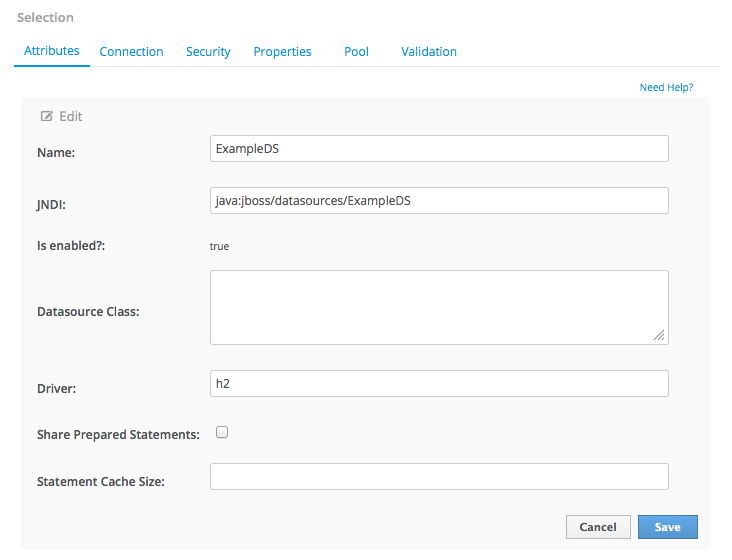 Selection
Attributes Connection Security Properties Pool Validation
Need Help?
Edit
Name: ExampleDS
JNDI: java:jboss/datasources/ExampleDS
Is enabled?: true
Datasource Class:
Driver: h2
Share Prepared Statements:
Statement Cache Size:
Cancel Save